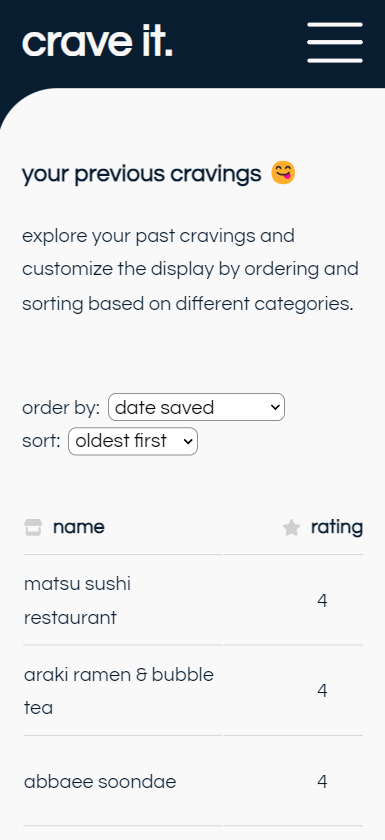 crave it.
your previous cravings 😋
explore your past cravings and
customize the display by ordering and
sorting based on different categories.
order by: date saved
sort: oldest first
name rating
matsu sushi
restaurant
4
araki ramen & bubble
tea
4
abbaee soondae 4